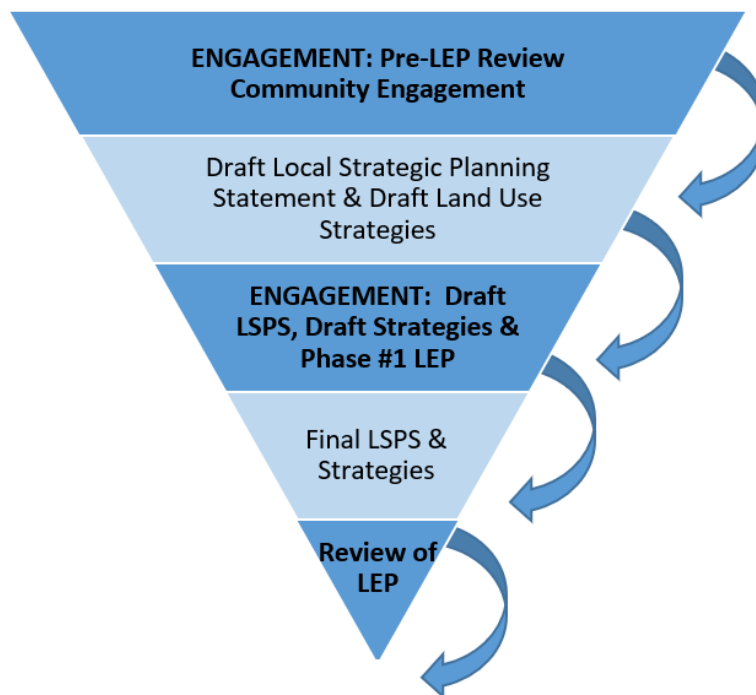 ENGAGEMENT: Pre-LEP Review
Community Engagement
Draft Local Strategic Planning
Statement & Draft Land Use
Strategies
ENGAGEMENT:  Draft
LSPS, Draft Strategies &
Phase #1 LEP
Final LSPS &
Strategies
Review of
LEP